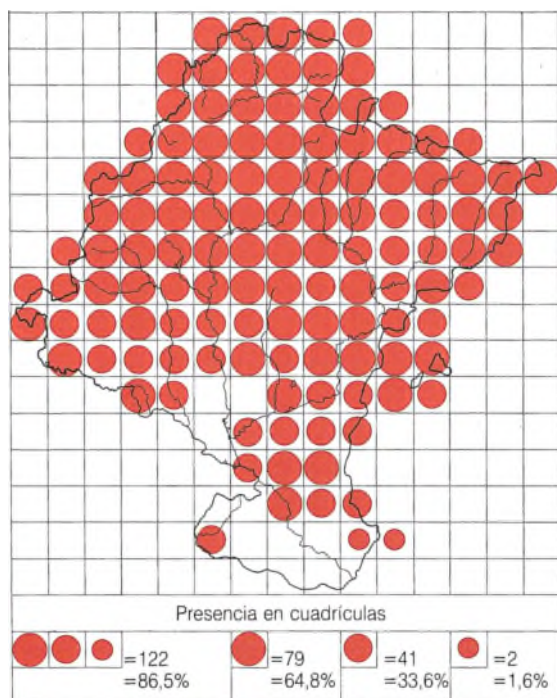 Presencia en cuadrículas
=122 =79 =41 =2
=86,5% =64,8% =33,6% =1,6%